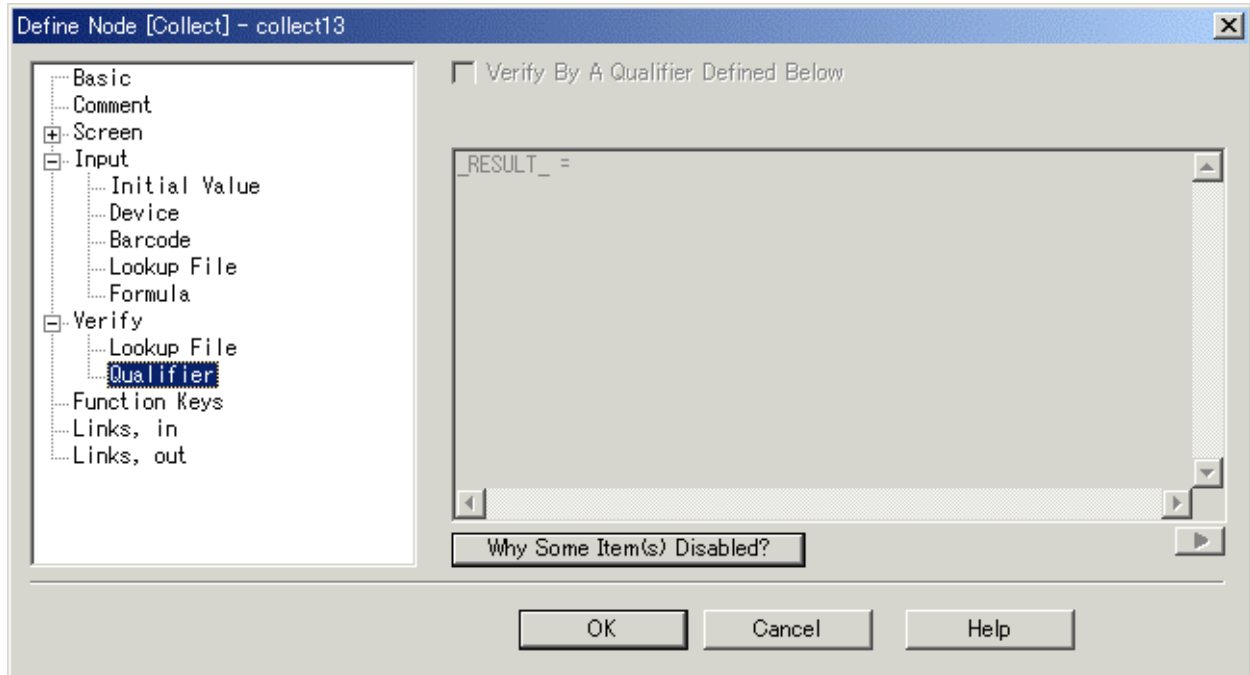 Define Node [Collect] - collect13
Basic
Comment
Screen
Input
Initial Value
Device
Barcode
Lookup File
Formula
Verify
Lookup File
Qualifier
Function Keys
Links, in
Links, out
Verify By A Qualifier Defined Below
_RESULT_ =
Why Some Item(s) Disabled?
OK
Cancel
Help